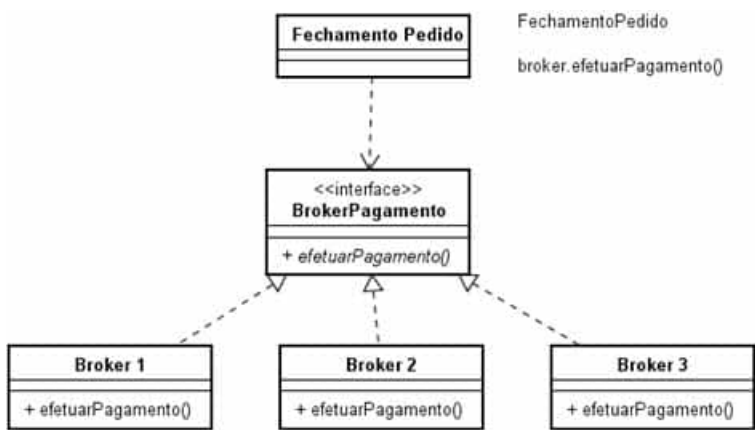 Fechamento Pedido
FechamentoPedido
broker.efetuarPagamento()
<<interface>>
BrokerPagamento
+ efetuarPagamento()
Broker 1
+ efetuarPagamento()
Broker 2
+ efetuarPagamento()
Broker 3
+ efetuarPagamento()